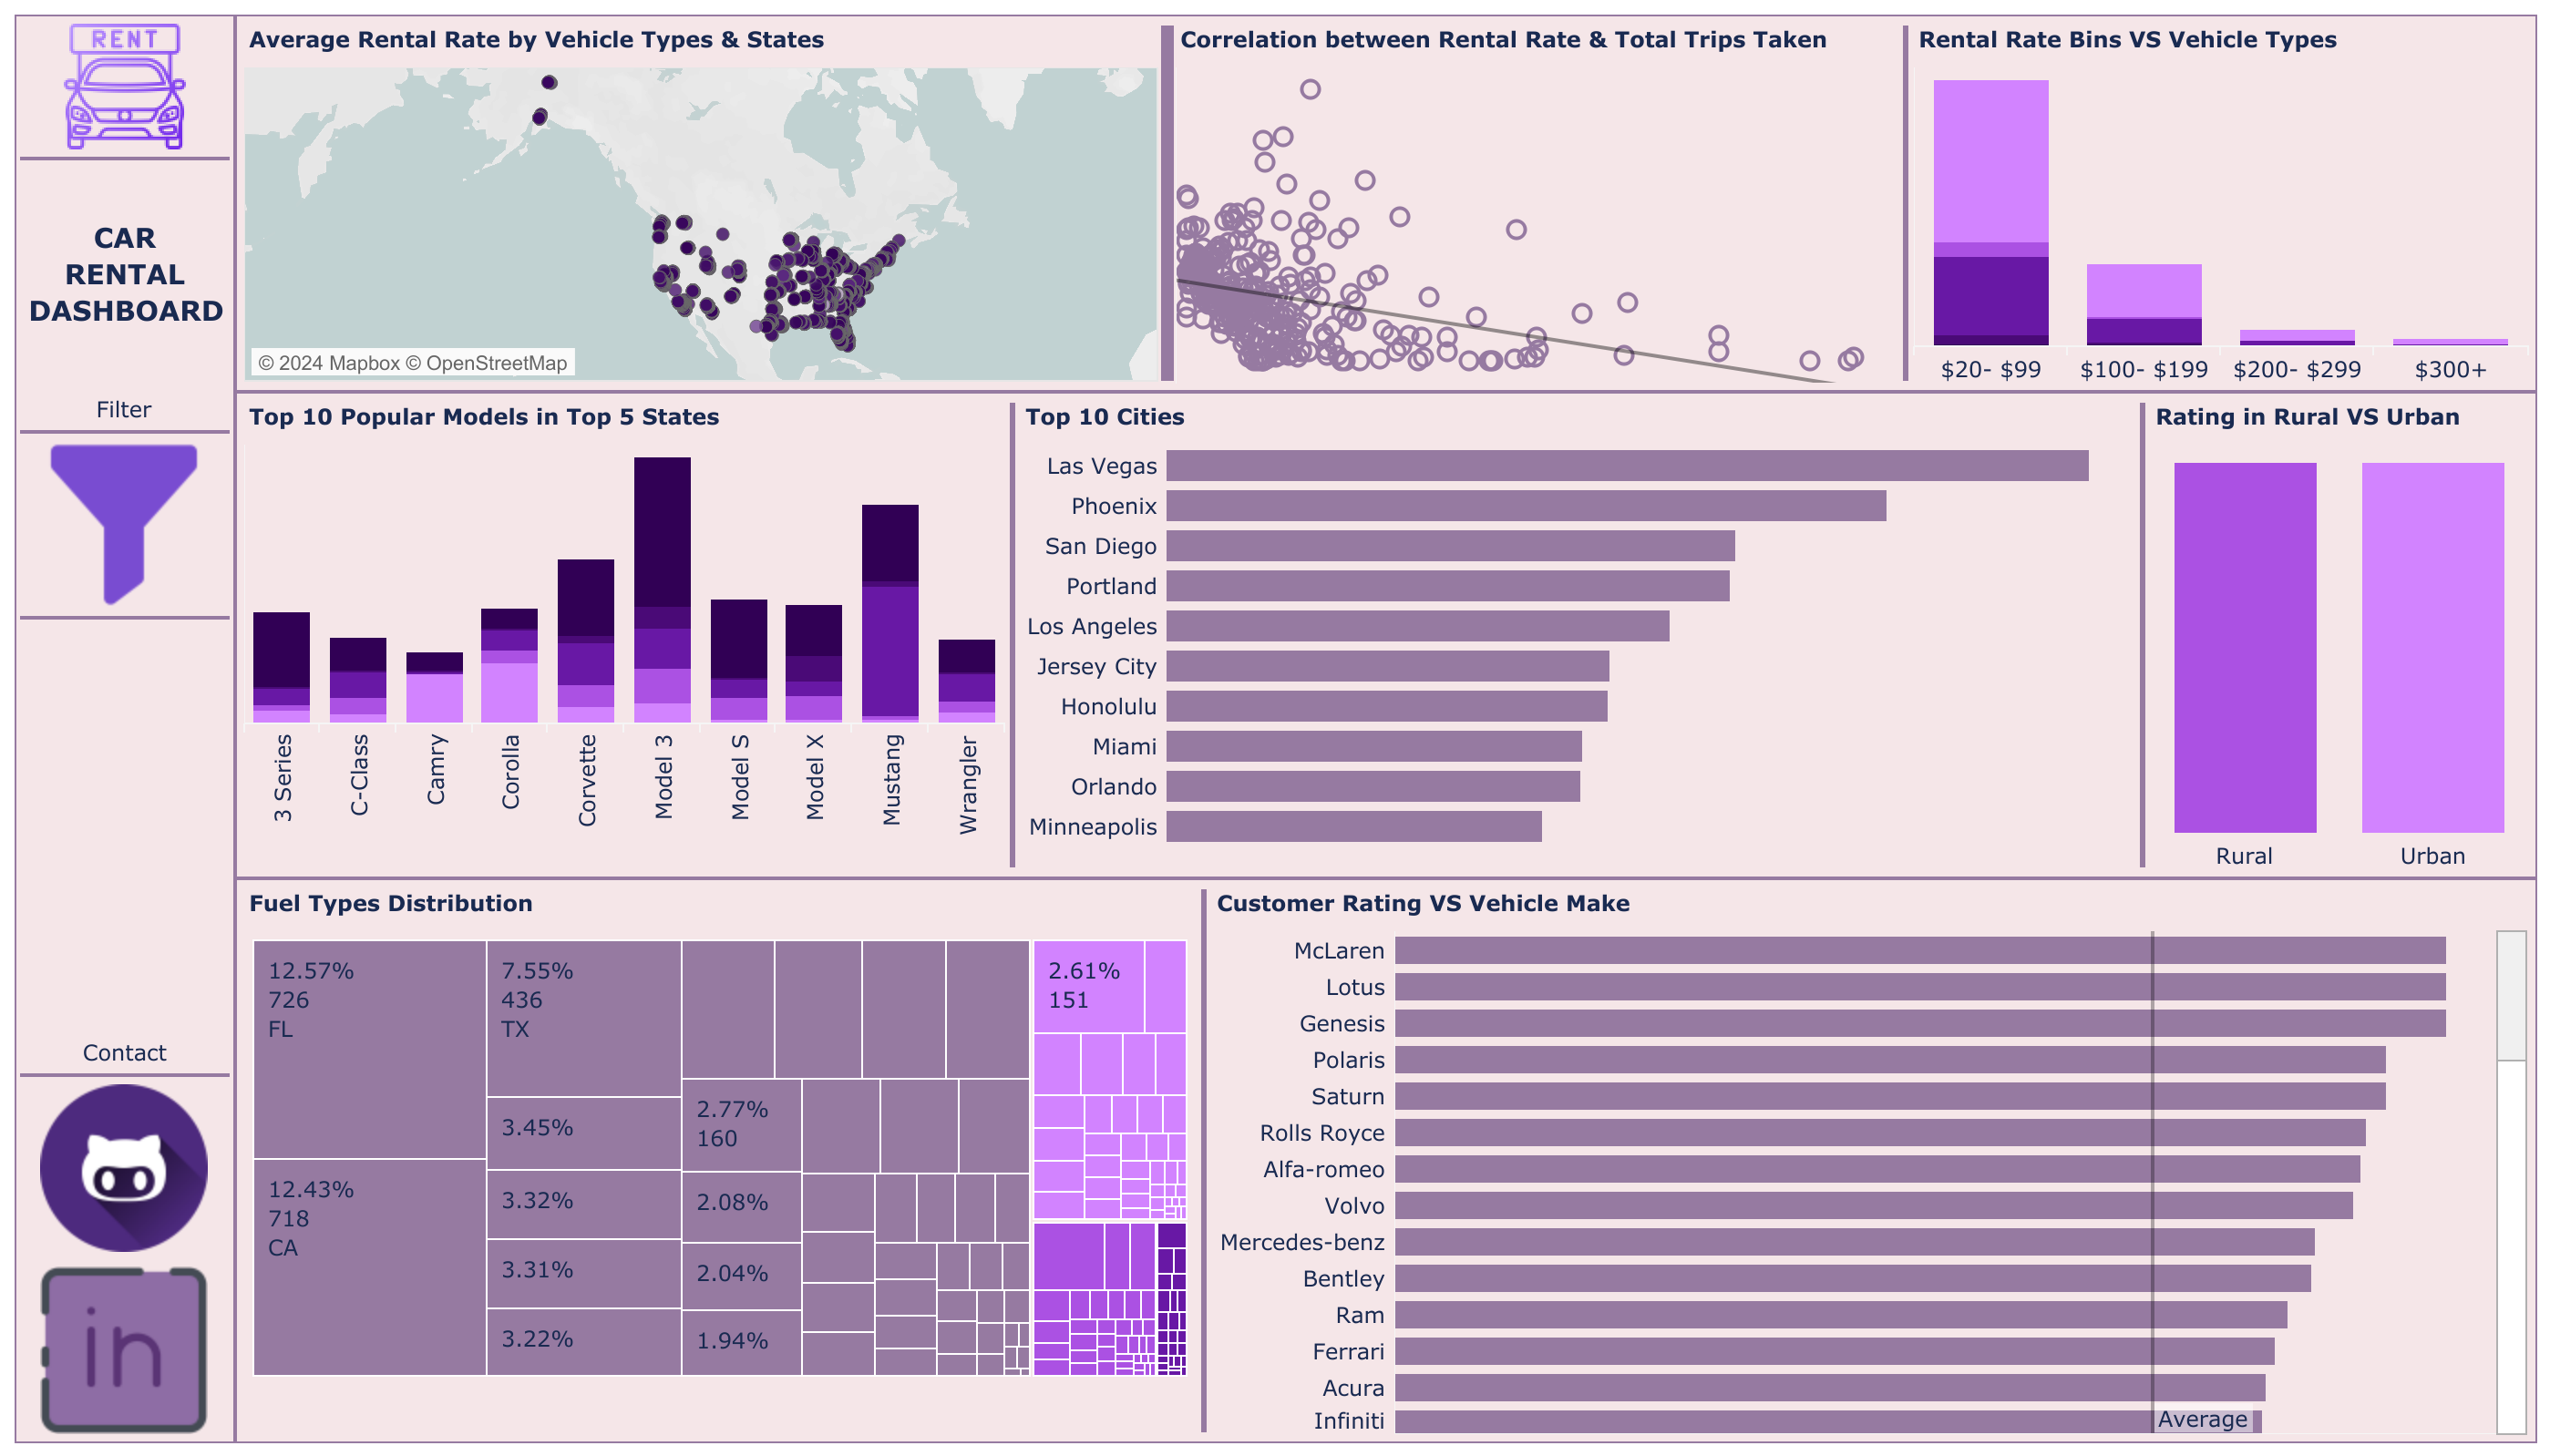 RENT
CAR
RENTAL
DASHBOARD
Filter
Contact
in
Average Rental Rate by Vehicle Types & States
© 2024 Mapbox © OpenStreetMap
Correlation between Rental Rate & Total Trips Taken
Rental Rate Bins VS Vehicle Types
$20- $99
$100- $199
$200- $299
$300+
Top 10 Popular Models in Top 5 States
3 Series
C-Class
Camry
Corolla
Corvette
Model 3
Model S
Model X
Mustang
Wrangler
Top 10 Cities
Las Vegas
Phoenix
San Diego
Portland
Los Angeles
Jersey City
Honolulu
Miami
Orlando
Minneapolis
Rating in Rural VS Urban
Rural
Urban
Fuel Types Distribution
12.57%
726
FL
12.43%
718
CA
7.55%
436
TX
3.45%
3.32%
3.31%
3.22%
2.77%
160
2.08%
2.04%
1.94%
2.61%
151
Customer Rating VS Vehicle Make
McLaren
Lotus
Genesis
Polaris
Saturn
Rolls Royce
Alfa-romeo
Volvo
Mercedes-benz
Bentley
Ram
Ferrari
Acura
Infiniti
Average